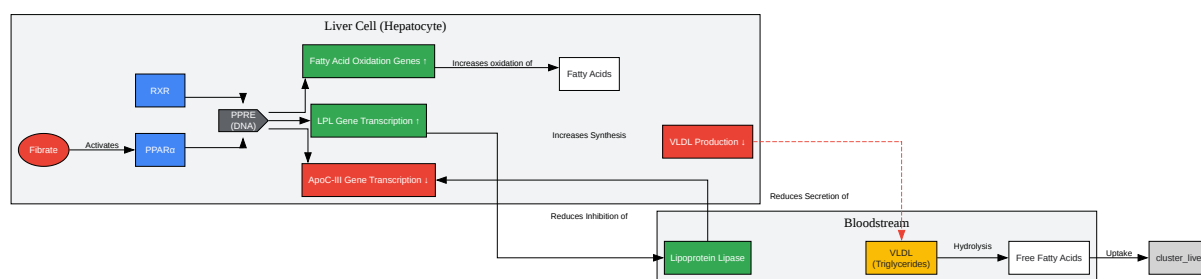 Liver Cell (Hepatocyte)
Fatty Acid Oxidation Genes ↑
Increases oxidation of
Fatty Acids
RXR
PPRE
(DNA)
LPL Gene Transcription ↑
Increases Synthesis
VLDL Production ↓
Fibrate
Activates
PPARα
ApoC-III Gene Transcription ↓
Reduces Secretion of
Reduces Inhibition of
Bloodstream
Lipoprotein Lipase
VLDL
(Triglycerides)
Hydrolysis
Free Fatty Acids
Uptake
cluster_live